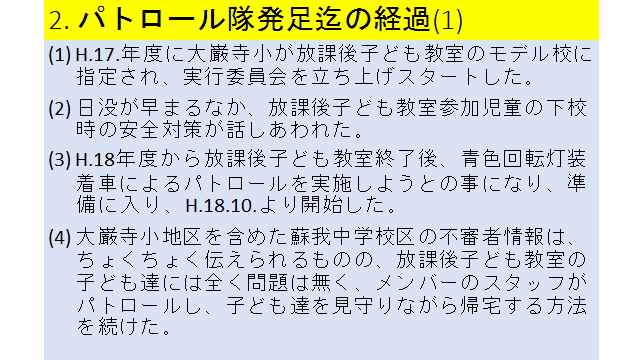 2. パトロール隊発足迄の経過(1)
(1) H.17.年度に大巌寺小が放課後子ども教室のモデル校に
指定され、実行委員会を立ち上げスタートした。
(2) 日没が早まるなか、放課後子ども教室参加児童の下校
時の安全対策が話しあわれた。
(3) H.18年度から放課後子ども教室終了後、青色回転灯装
着車によるパトロールを実施しようとの事になり、準
備に入り、H.18.10.より開始した。
(4) 大巌寺小地区を含めた蘇我中学校区の不審者情報は、
ちょくちょく伝えられるものの、放課後子ども教室の
子ども達には全く問題は無く、メンバーのスタッフが
パトロールし、子ども達を見守りながら帰宅する方法
を続けた。